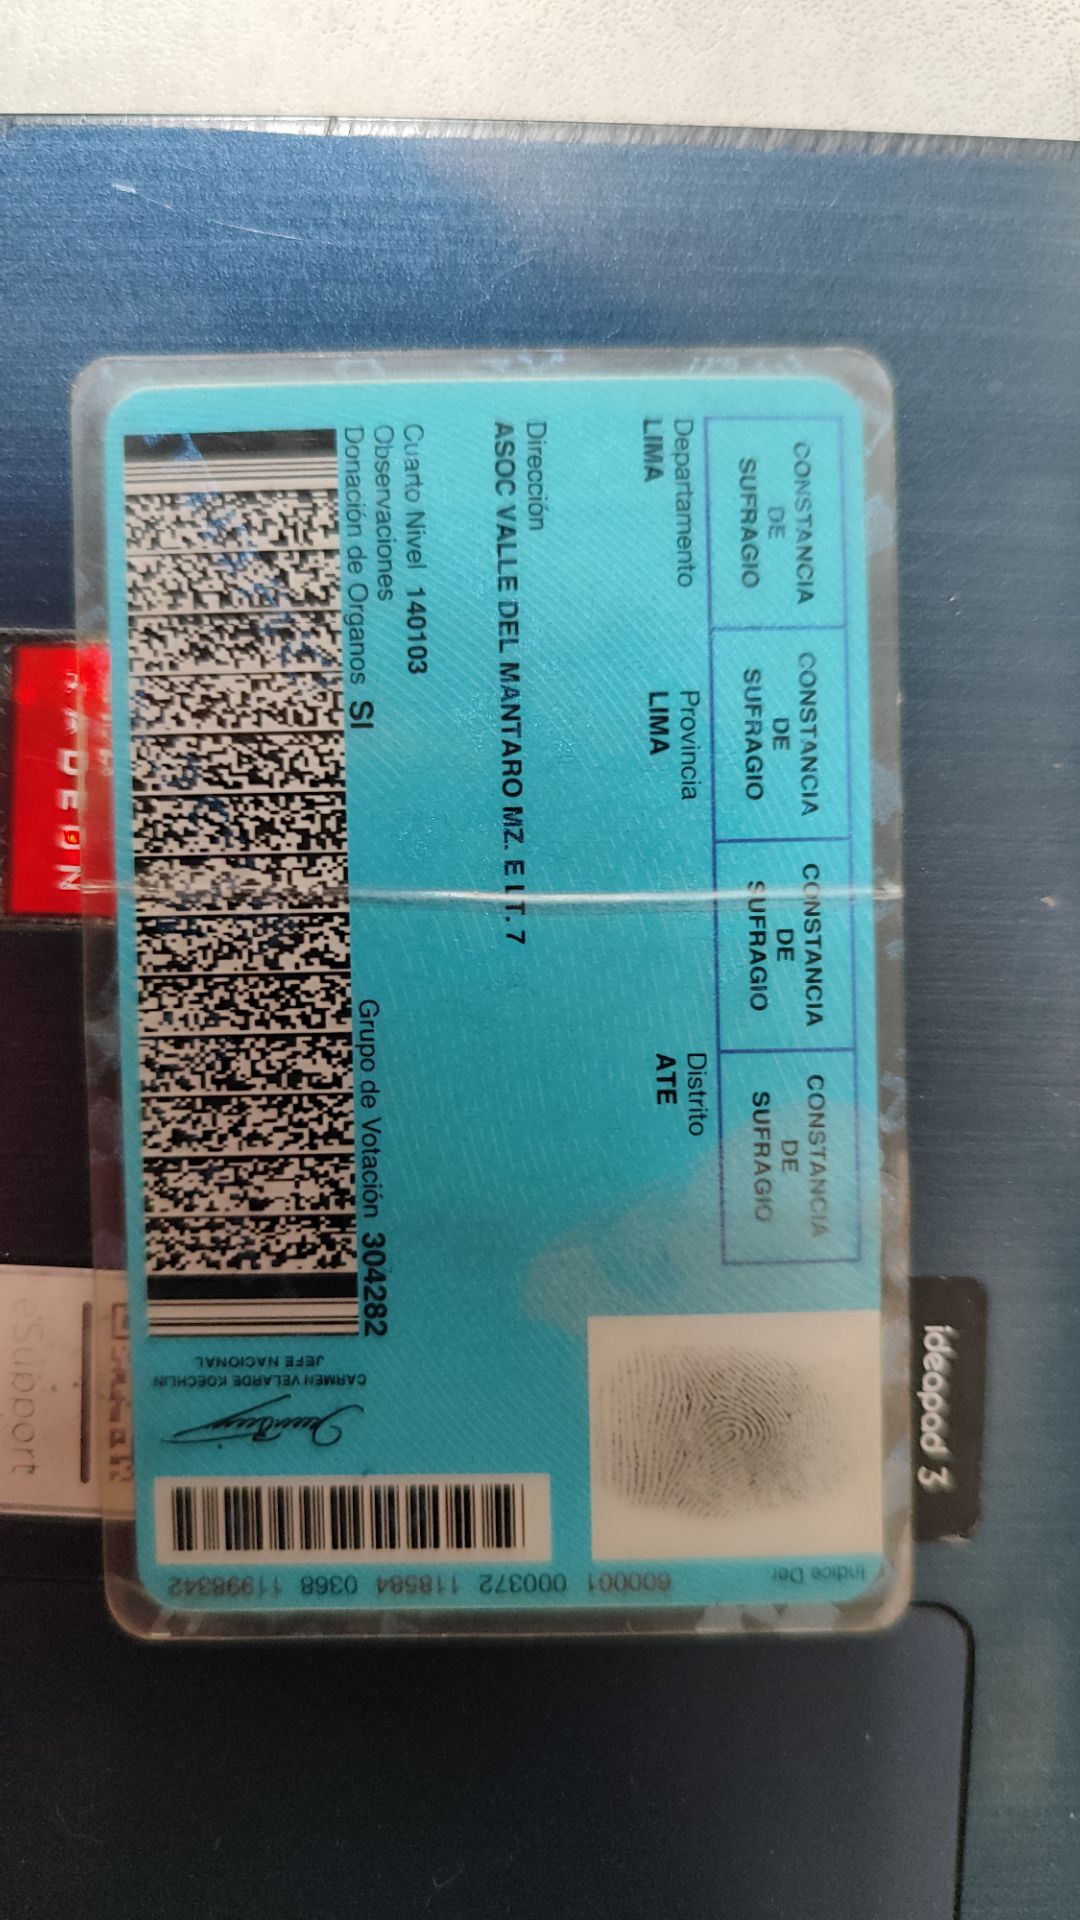 CONSTANCIA DE SUFRAGIO
CONSTANCIA DE SUFRAGIO
CONSTANCIA DE SUFRAGIO
CONSTANCIA DE SUFRAGIO
Departamento Provincia Distrito
LIMA LIMA ATE
Dirección
ASOC VALLE DEL MANTARO MZ. E LT. 7
Cuarto Nivel 140103
Observaciones
Donación de Organos SI Grupo de Votación 304282
CARMEN VELARDE KOECHLIN
JEFE NACIONAL
Indice Der
600001 000372 118584 0368 11998342
ideapad 3
RADEON
eSupport